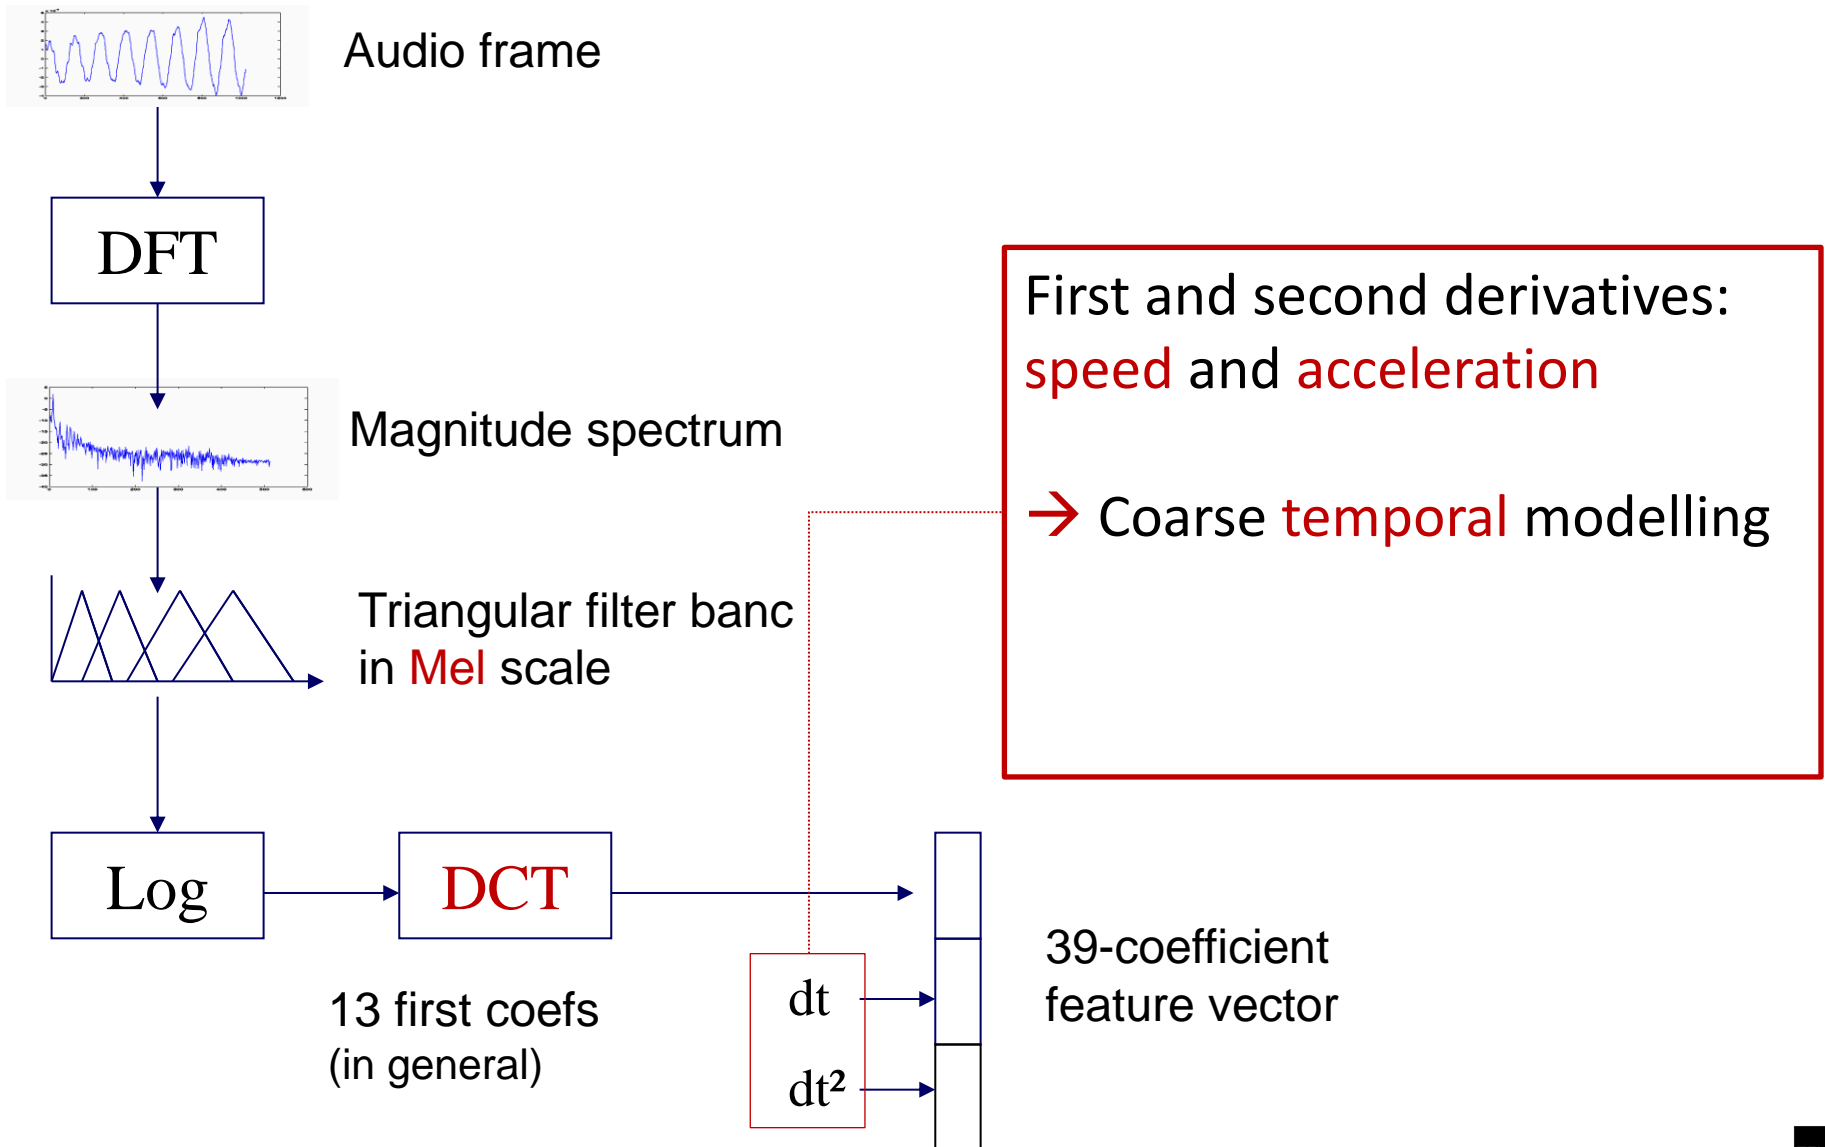 Audio frame
DFT
Magnitude spectrum
Triangular filter banc
in Mel scale
Log
DCT
13 first coefs
(in general)
dt
dt²
39-coefficient
feature vector
First and second derivatives:
speed and acceleration
→ Coarse temporal modelling